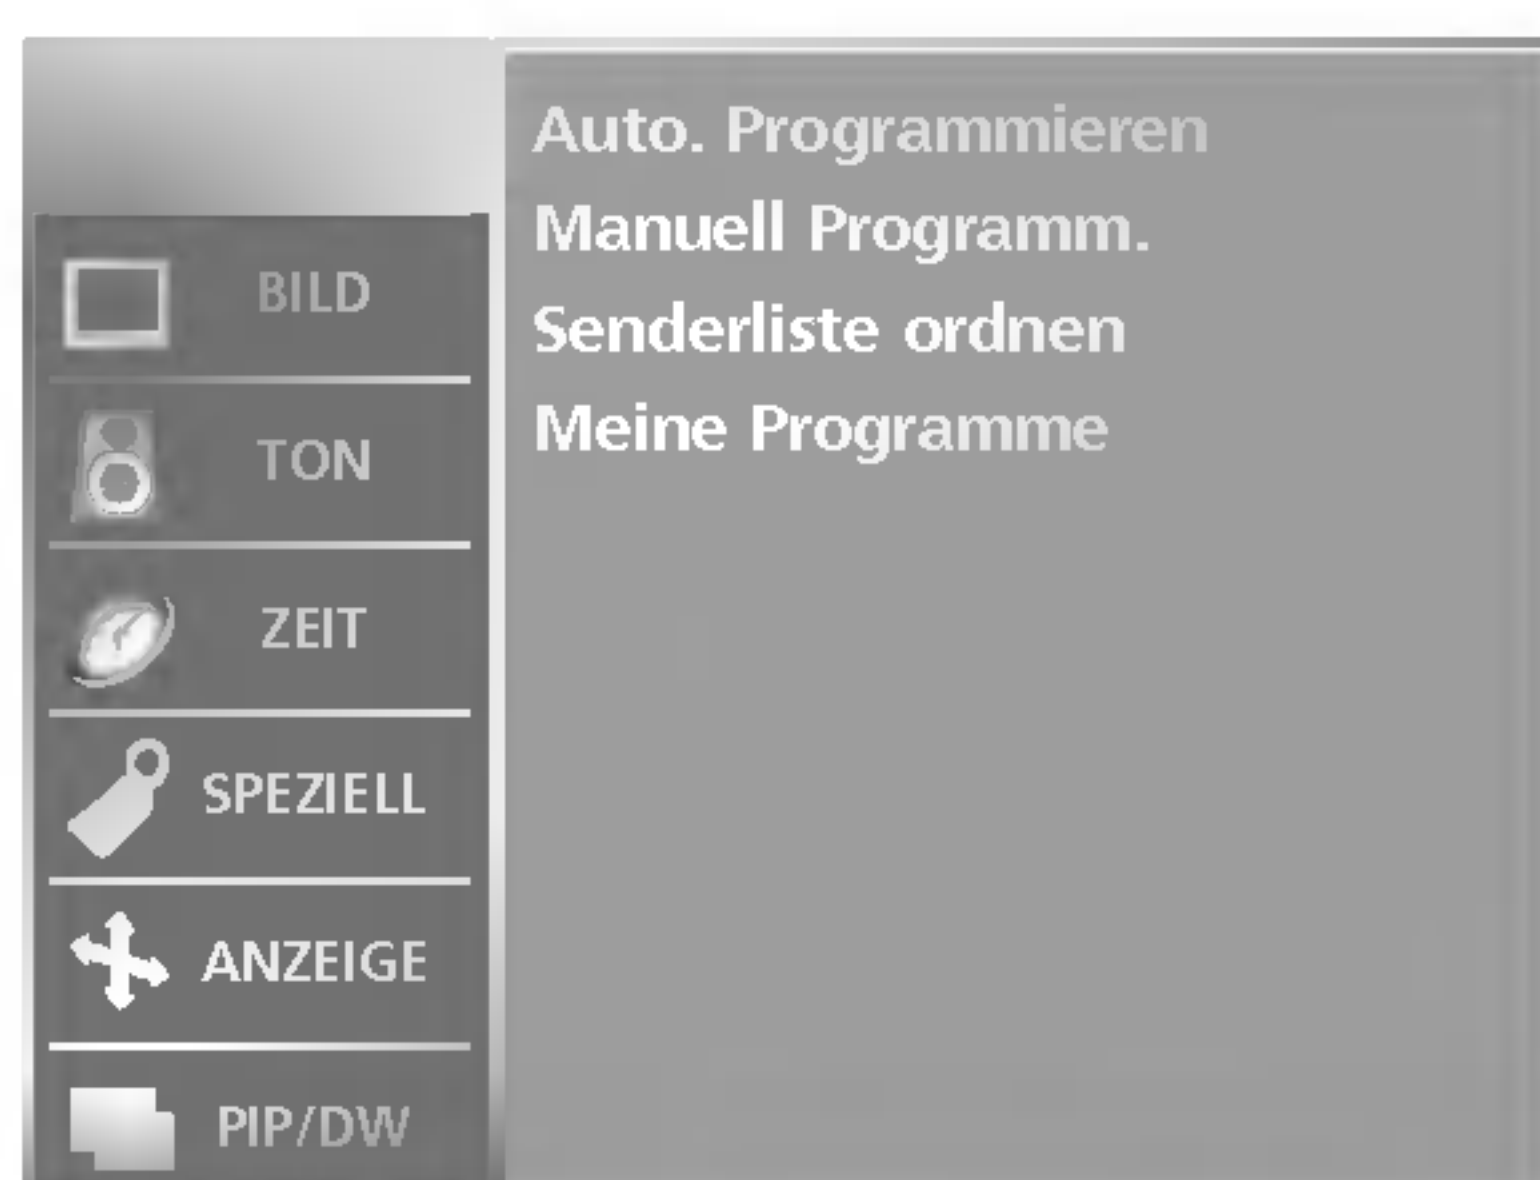 Auto. Programmieren
Manuell Programm.
Senderliste ordnen
Meine Programme
BILD
TON
ZEIT
SPEZIELL
ANZEIGE
PIP/DW